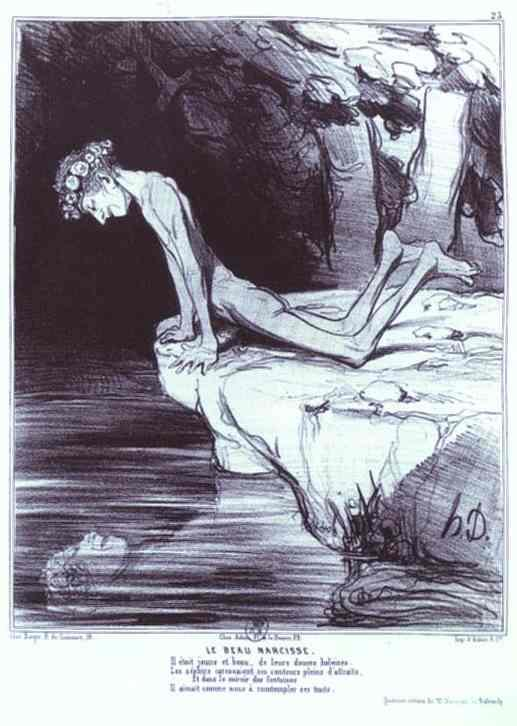 23
h.D.
Chez Bauger, R. du Croissant, 16.
Chez Aubert, Pl. de la Bourse, 29.
Imp. d'Aubert & Cie
LE BEAU NARCISSE.
Il était jeune et beau, de leurs douces haleines
Les zéphirs caressaient ses contours pleins d'attraits,
Et dans le miroir des fontaines
Il aimait comme nous à contempler ses traits.